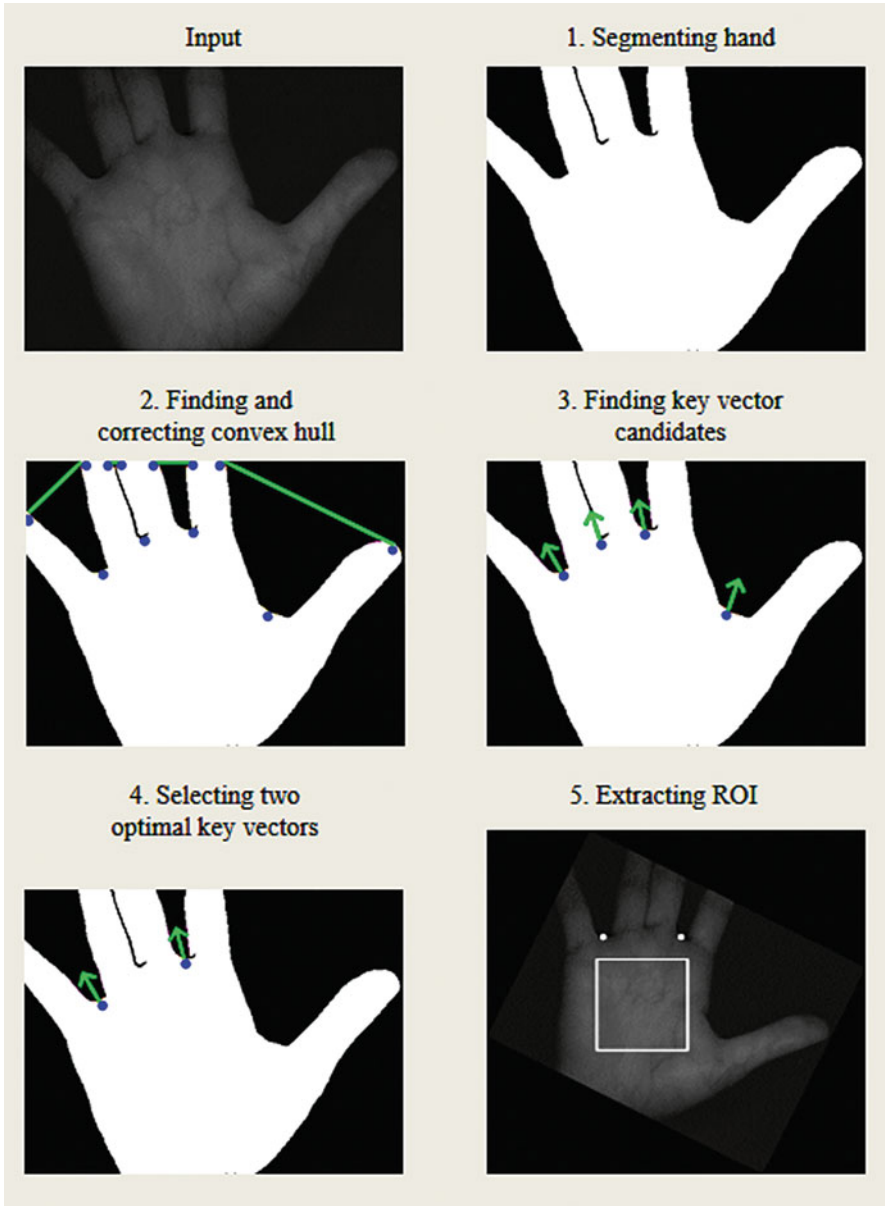 Input
1. Segmenting hand
2. Finding and
correcting convex hull
3. Finding key vector
candidates
4. Selecting two
optimal key vectors
5. Extracting ROI